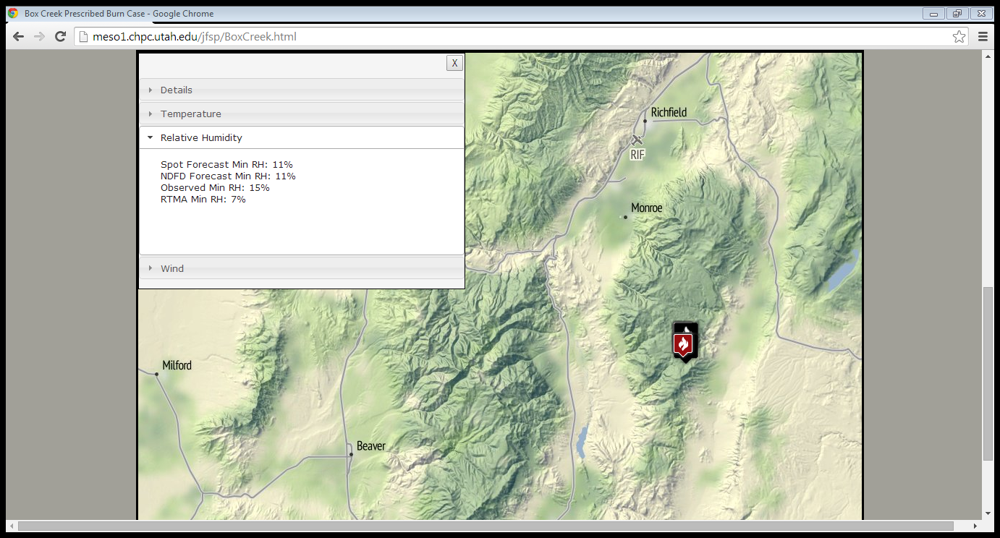 Box Creek Prescribed Burn Case - Google Chrome
meso1.chpc.utah.edu/jfsp/BoxCreek.html
X
Details
Temperature
Relative Humidity
Spot Forecast Min RH: 11%
NDFD Forecast Min RH: 11%
Observed Min RH: 15%
RTMA Min RH: 7%
Wind
Richfield
RIF
Monroe
Milford
Beaver